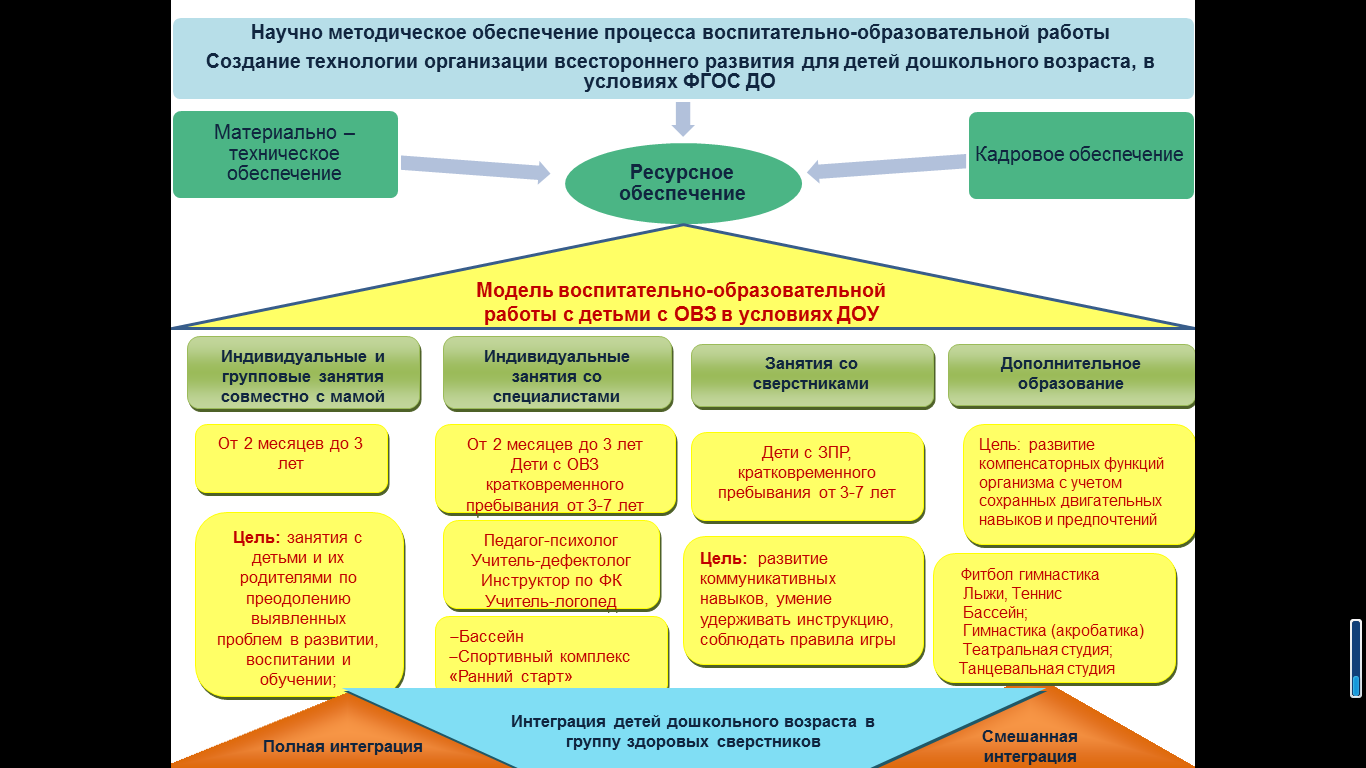 Научно методическое обеспечение процесса воспитательно-образовательной работы
Создание технологии организации всестороннего развития для детей дошкольного возраста, в
условиях ФГОС ДО
Материально –
техническое
обеспечение
Ресурсное
обеспечение
Кадровое обеспечение
Модель воспитательно-образовательной
работы с детьми с ОВЗ в условиях ДОУ
Индивидуальные и
групповые занятия
совместно с мамой
Индивидуальные
занятия со
специалистами
Занятия со
сверстниками
Дополнительное
образование
От 2 месяцев до 3
лет
Цель: занятия с
детьми и их
родителями по
преодолению
выявленных
проблем в развитии,
воспитании и
обучении;
От 2 месяцев до 3 лет
Дети с ОВЗ
кратковременного
пребывания от 3-7 лет
Педагог-психолог
Учитель-дефектолог
Инструктор по ФК
Учитель-логопед
–Бассейн
–Спортивный комплекс
«Ранний старт»
Дети с ЗПР,
кратковременного
пребывания от 3-7 лет
Цель: развитие
коммуникативных
навыков, умение
удерживать инструкцию,
соблюдать правила игры
Цель: развитие
компенсаторных функций
организма с учетом
сохранных двигательных
навыков и предпочтений
Фитбол гимнастика
Лыжи, Теннис
Бассейн;
Гимнастика (акробатика)
Театральная студия;
Танцевальная студия
Полная интеграция
Интеграция детей дошкольного возраста в
группу здоровых сверстников
Смешанная
интеграция